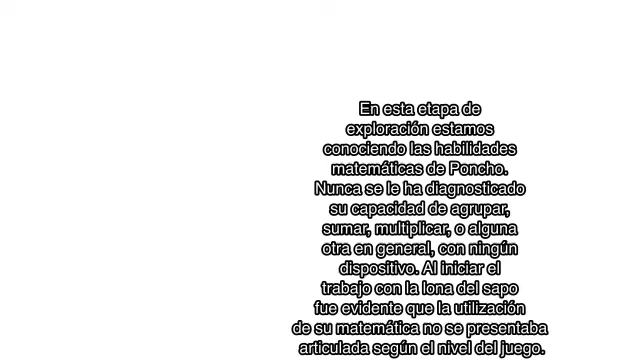 En esta etapa de
exploración estamos
conociendo las habilidades
matemáticas de Poncho.
Nunca se le ha diagnosticado
su capacidad de agrupar,
sumar, multiplicar, o alguna
otra en general, con ningún
dispositivo. Al iniciar el
trabajo con la lona del sapo
fue evidente que la utilización
de su matemática no se presentaba
articulada según el nivel del juego.